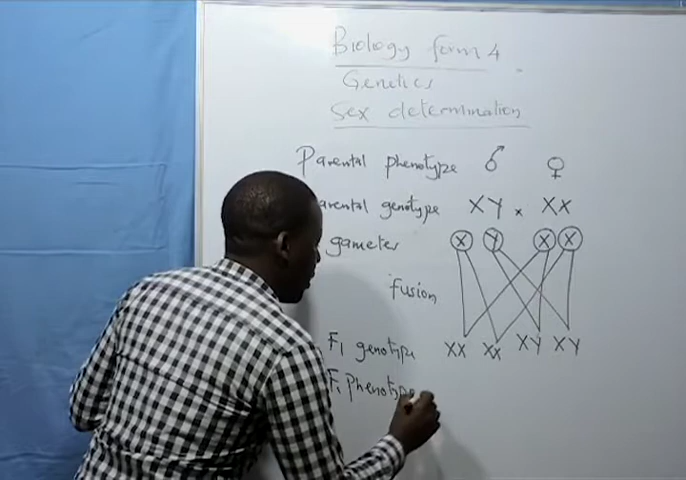 Biology form 4
Genetics
Sex determination
Parental phenotype ♂ ♀
arental genotype XY x XX
gametes X Y X X
fusion
F1 genotype XX XX XY XY
F1 Phenotype